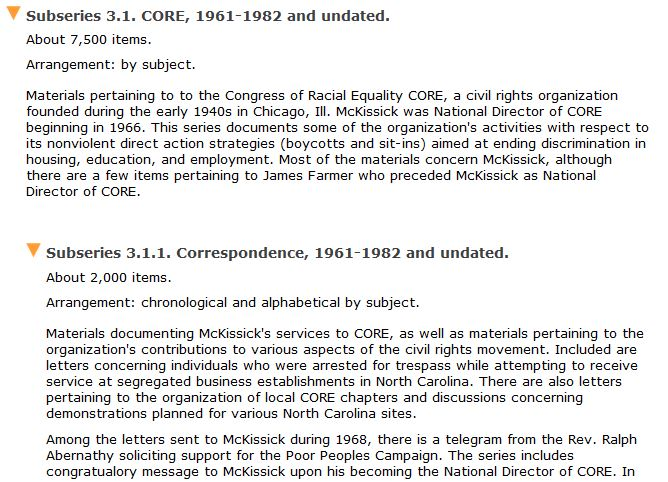 Subseries 3.1. CORE, 1961-1982 and undated.
About 7,500 items.
Arrangement: by subject.
Materials pertaining to to the Congress of Racial Equality CORE, a civil rights organization
founded during the early 1940s in Chicago, Ill. McKissick was National Director of CORE
beginning in 1966. This series documents some of the organization's activities with respect to
its nonviolent direct action strategies (boycotts and sit-ins) aimed at ending discrimination in
housing, education, and employment. Most of the materials concern McKissick, although
there are a few items pertaining to James Farmer who preceded McKissick as National
Director of CORE.
Subseries 3.1.1. Correspondence, 1961-1982 and undated.
About 2,000 items.
Arrangement: chronological and alphabetical by subject.
Materials documenting McKissick's services to CORE, as well as materials pertaining to the
organization's contributions to various aspects of the civil rights movement. Included are
letters concerning individuals who were arrested for trespass while attempting to receive
service at segregated business establishments in North Carolina. There are also letters
pertaining to the organization of local CORE chapters and discussions concerning
demonstrations planned for various North Carolina sites.
Among the letters sent to McKissick during 1968, there is a telegram from the Rev. Ralph
Abernathy soliciting support for the Poor Peoples Campaign. The series includes
congratualory message to McKissick upon his becoming the National Director of CORE. In